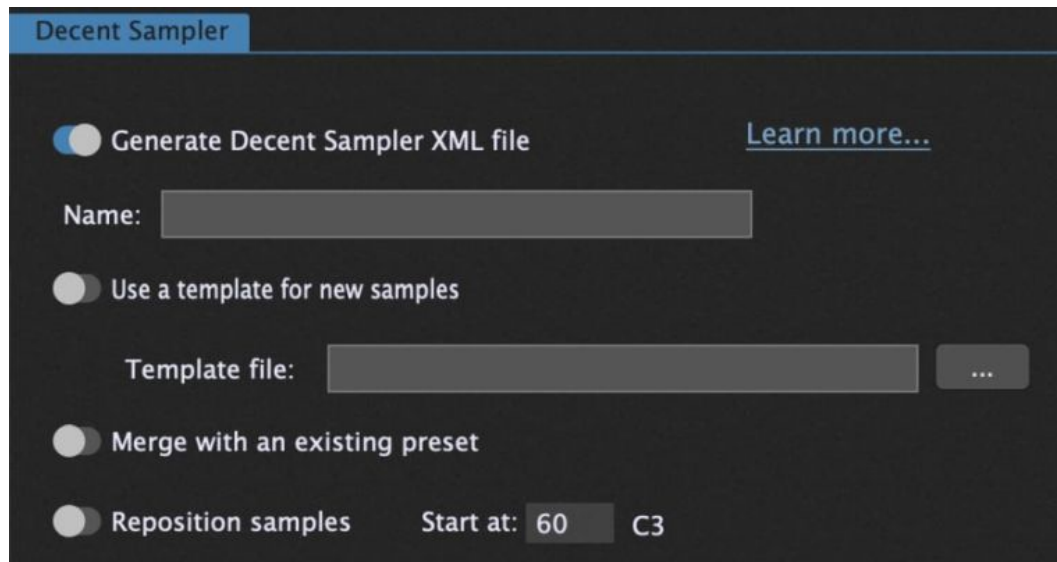 Decent Sampler
Generate Decent Sampler XML file Learn more...
Name:
Use a template for new samples
Template file: ...
Merge with an existing preset
Reposition samples Start at: 60 C3